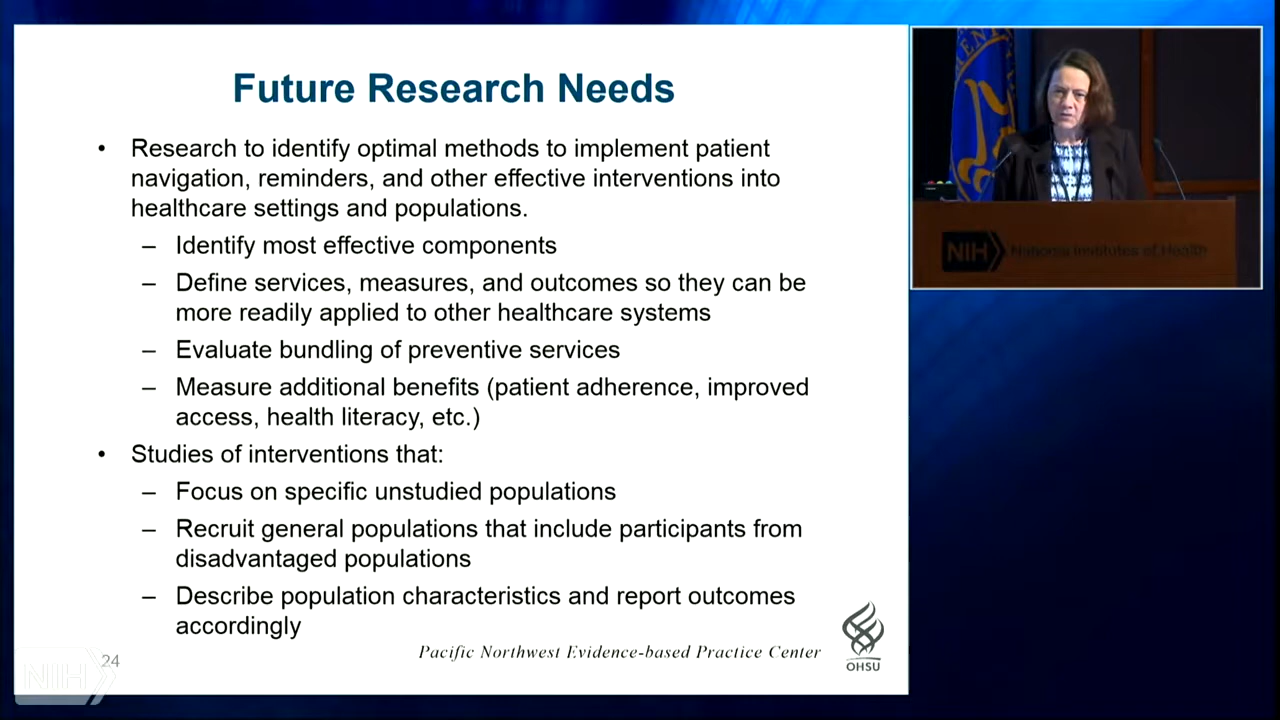 Future Research Needs
• Research to identify optimal methods to implement patient
navigation, reminders, and other effective interventions into
healthcare settings and populations.
– Identify most effective components
– Define services, measures, and outcomes so they can be
more readily applied to other healthcare systems
– Evaluate bundling of preventive services
– Measure additional benefits (patient adherence, improved
access, health literacy, etc.)
• Studies of interventions that:
– Focus on specific unstudied populations
– Recruit general populations that include participants from
disadvantaged populations
– Describe population characteristics and report outcomes
accordingly
24
Pacific Northwest Evidence-based Practice Center
OHSU
NIH
NIH National Institutes of Health